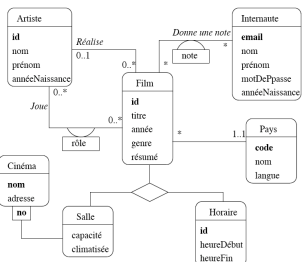 Artiste
id
nom
prénom
annéeNaissance
Réalise
0..1
0..*
Donne une note
*
*
note
Internaute
email
nom
prénom
motDePpasse
annéeNaissance
0..*
Joue
0..*
rôle
Film
id
titre
année
genre
résumé
*
1..1
Pays
code
nom
langue
Cinéma
nom
adresse
no
Salle
capacité
climatisée
Horaire
id
heureDébut
heureFin